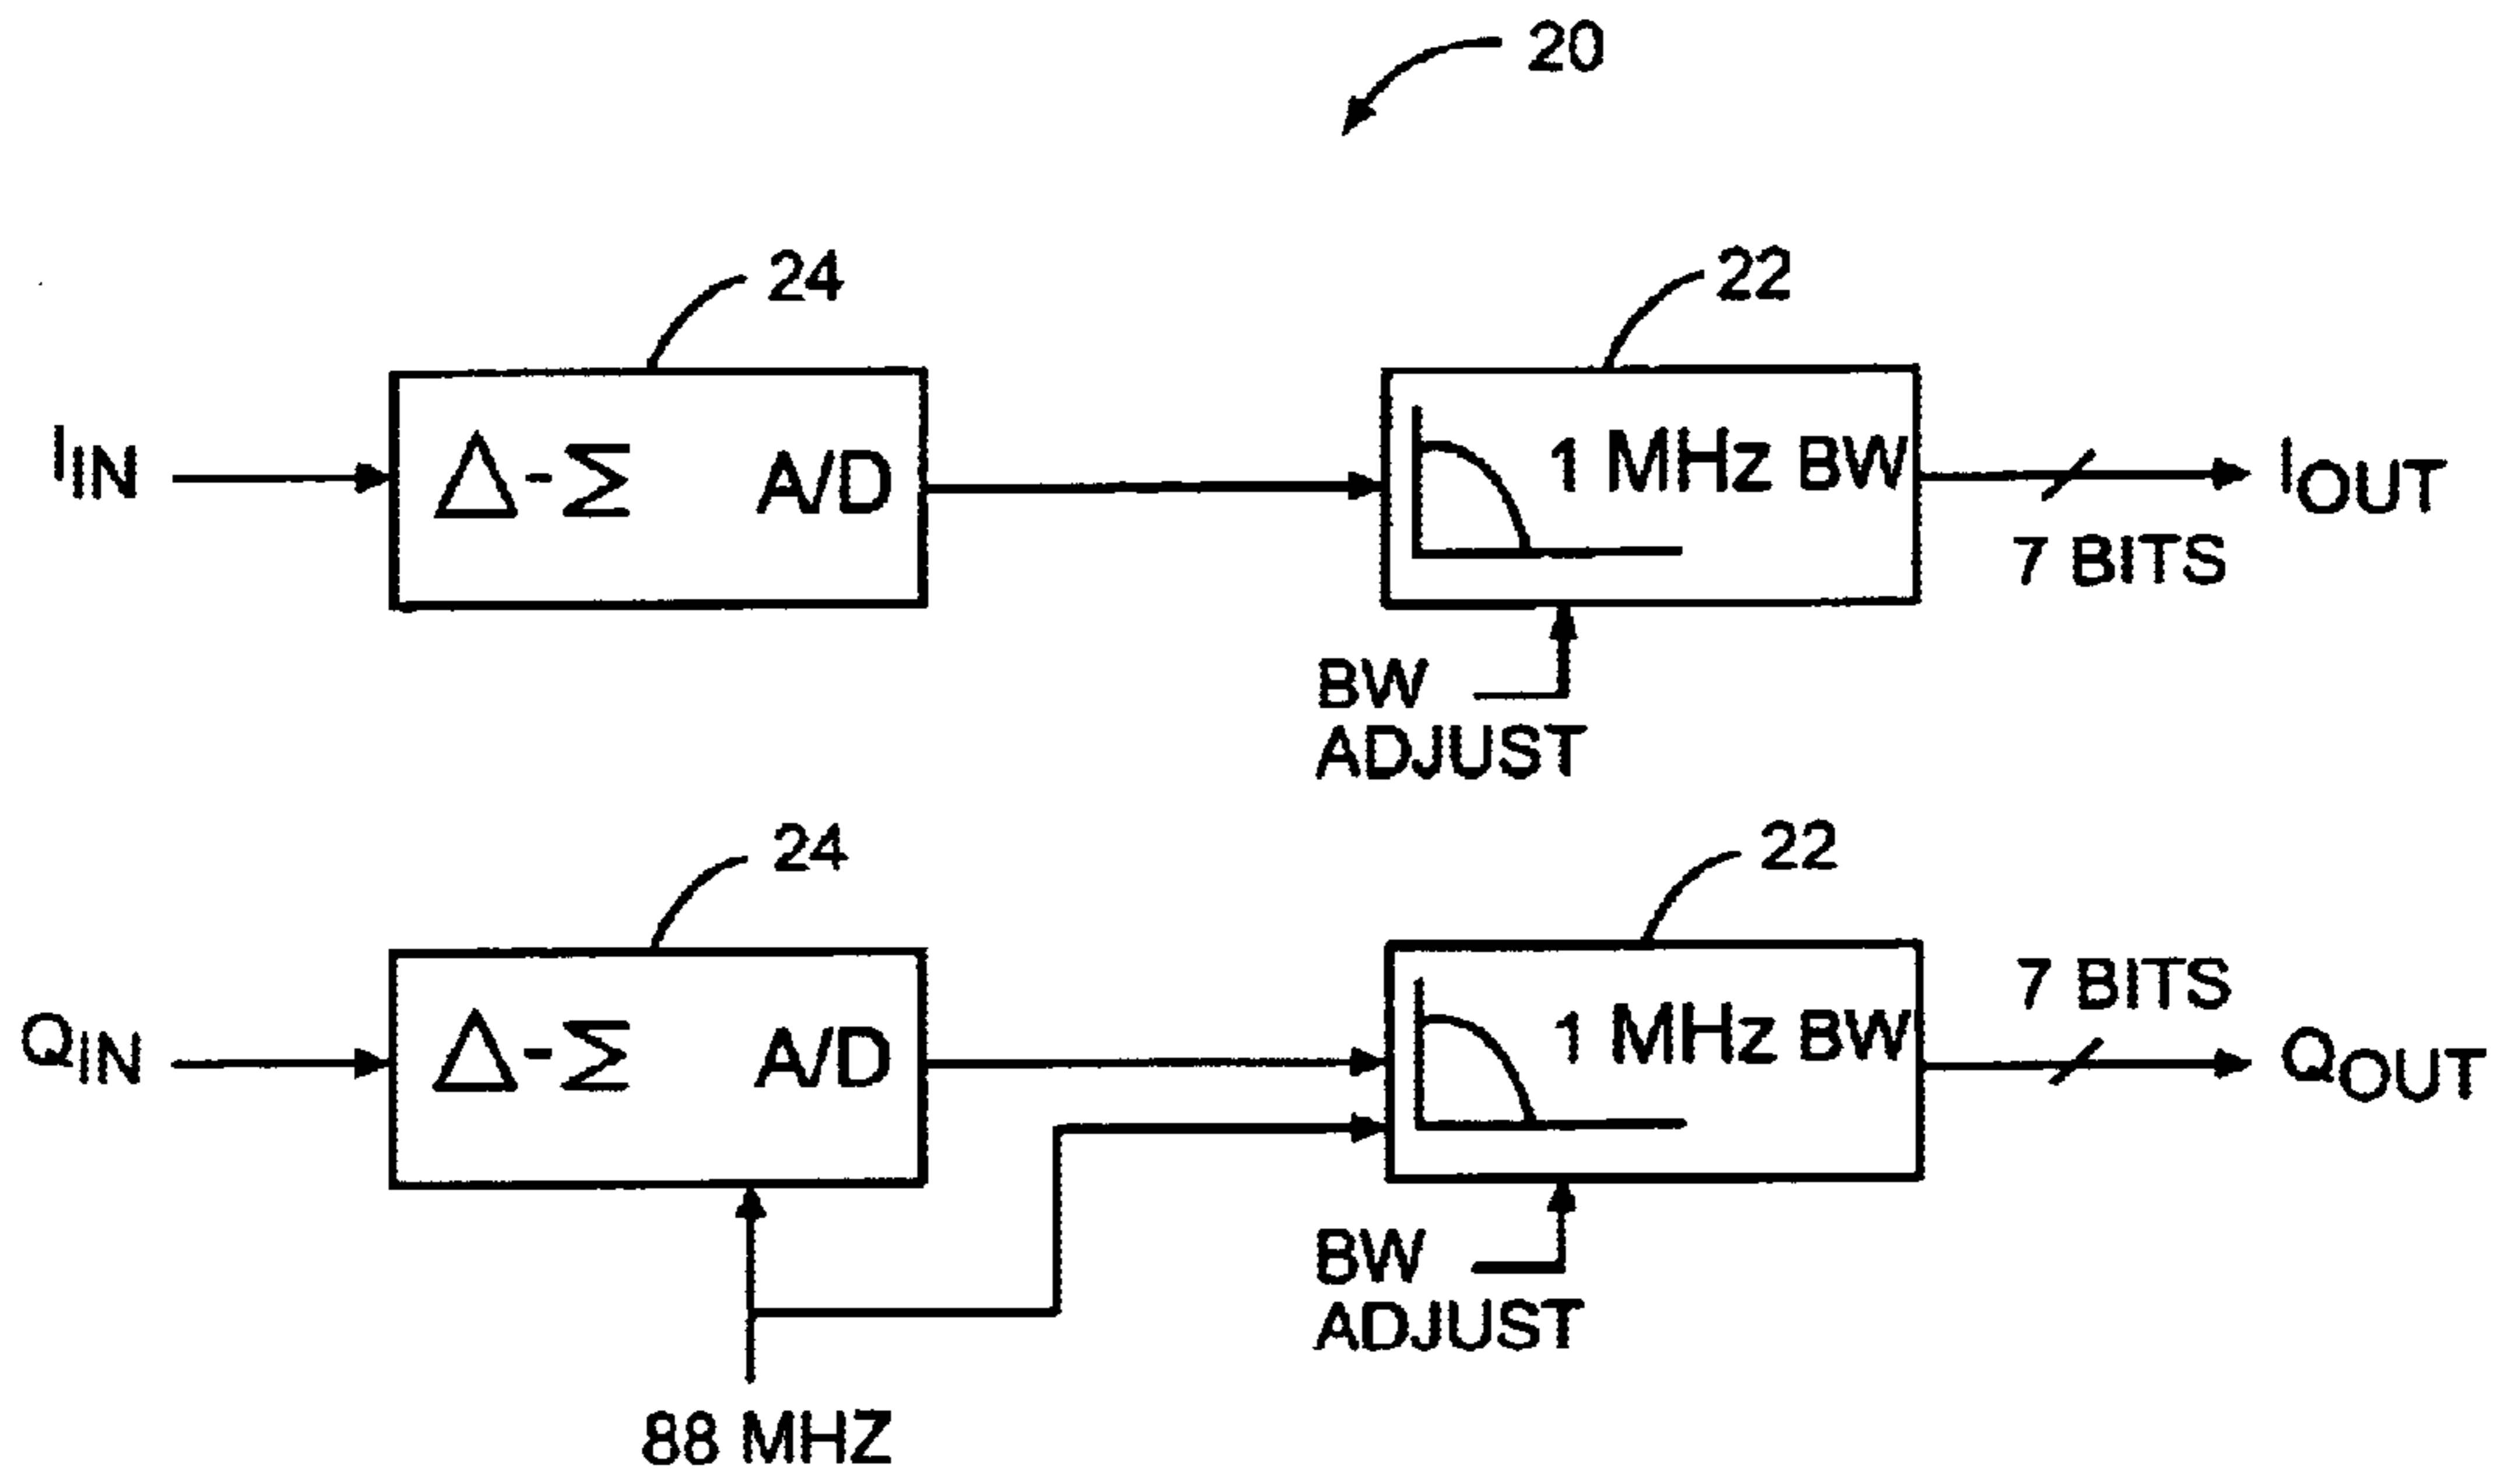 20
24
22
IIN
Δ-Σ A/D
1 MHz BW
IOUT
7 BITS
BW
ADJUST
24
22
QIN
Δ-Σ A/D
1 MHz BW
7 BITS
QOUT
BW
ADJUST
88 MHZ